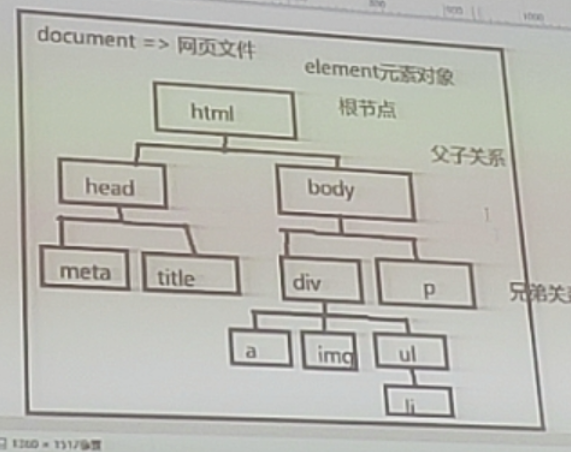 document => 网页文件
element元素对象
html
根节点
父子关系
head
body
meta
title
div
p
兄弟关
a
img
ul
li